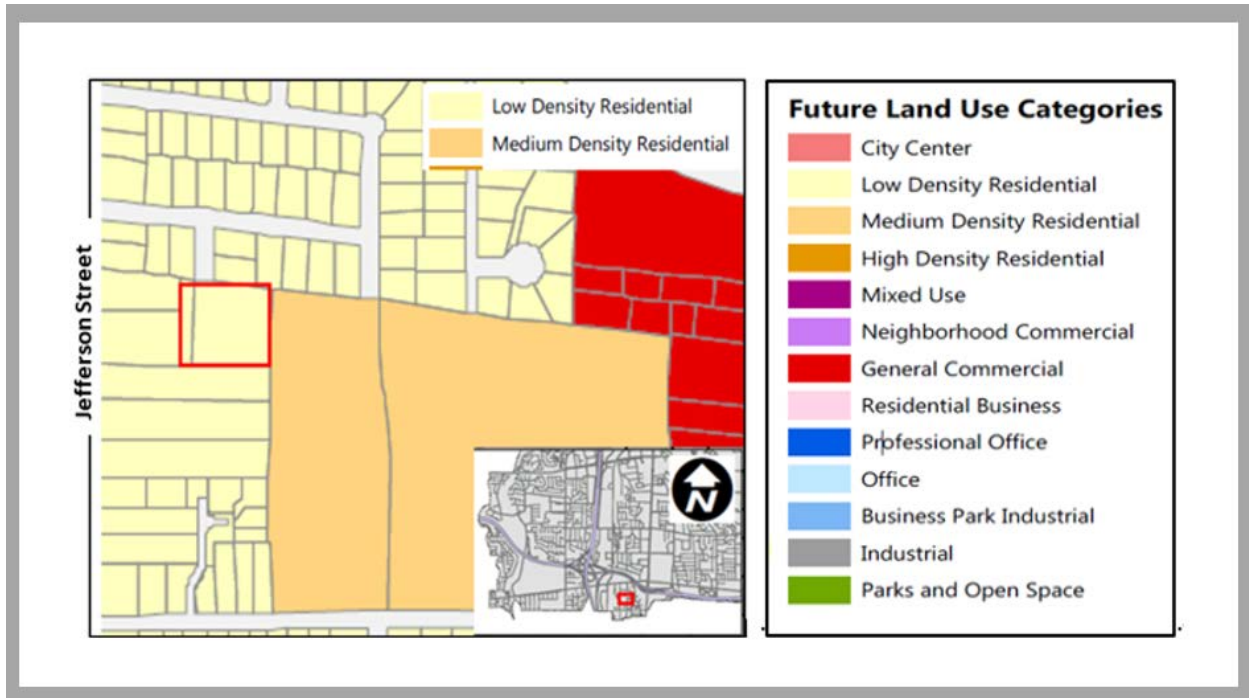 Jefferson Street
Low Density Residential
Medium Density Residential
N
Future Land Use Categories
City Center
Low Density Residential
Medium Density Residential
High Density Residential
Mixed Use
Neighborhood Commercial
General Commercial
Residential Business
Professional Office
Office
Business Park Industrial
Industrial
Parks and Open Space